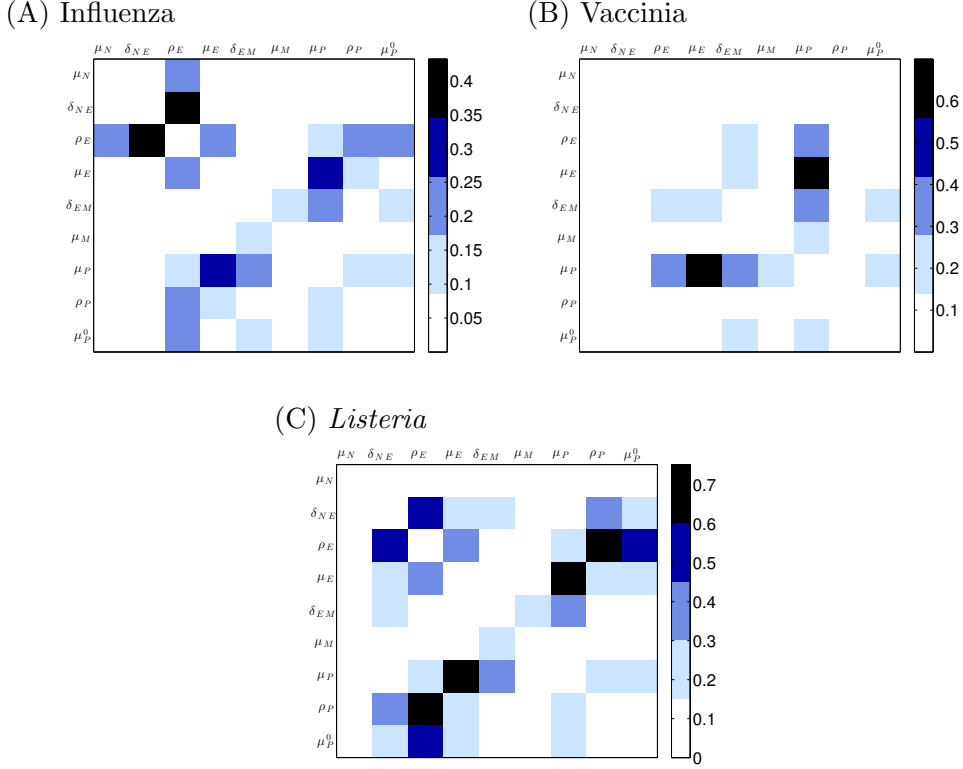 (A) Influenza
μ_N δ_NE ρ_E μ_E δ_EM μ_M μ_P ρ_P μ_P^0
μ_N
δ_NE
ρ_E
μ_E
δ_EM
μ_M
μ_P
ρ_P
μ_P^0
0.4
0.35
0.3
0.25
0.2
0.15
0.1
0.05
(B) Vaccinia
μ_N δ_NE ρ_E μ_E δ_EM μ_M μ_P ρ_P μ_P^0
μ_N
δ_NE
ρ_E
μ_E
δ_EM
μ_M
μ_P
ρ_P
μ_P^0
0.6
0.5
0.4
0.3
0.2
0.1
(C) Listeria
μ_N δ_NE ρ_E μ_E δ_EM μ_M μ_P ρ_P μ_P^0
μ_N
δ_NE
ρ_E
μ_E
δ_EM
μ_M
μ_P
ρ_P
μ_P^0
0.7
0.6
0.5
0.4
0.3
0.2
0.1
0